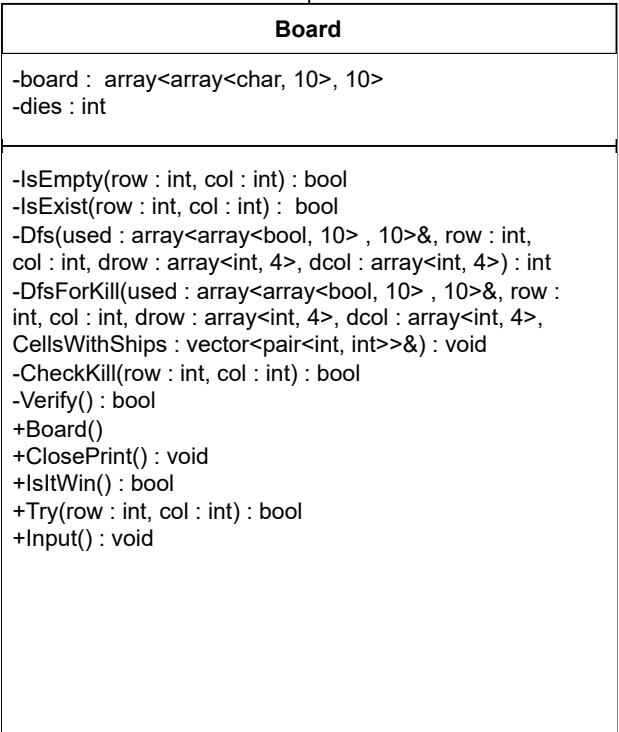 Board
-board :  array<array<char, 10>, 10>
-dies : int
-IsEmpty(row : int, col : int) : bool
-IsExist(row : int, col : int) :  bool
-Dfs(used : array<array<bool, 10> , 10>&, row : int,
col : int, drow : array<int, 4>, dcol : array<int, 4>) : int
-DfsForKill(used : array<array<bool, 10> , 10>&, row :
int, col : int, drow : array<int, 4>, dcol : array<int, 4>,
CellsWithShips : vector<pair<int, int>>&) : void
-CheckKill(row : int, col : int) : bool
-Verify() : bool
+Board()
+ClosePrint() : void
+IsItWin() : bool
+Try(row : int, col : int) : bool
+Input() : void